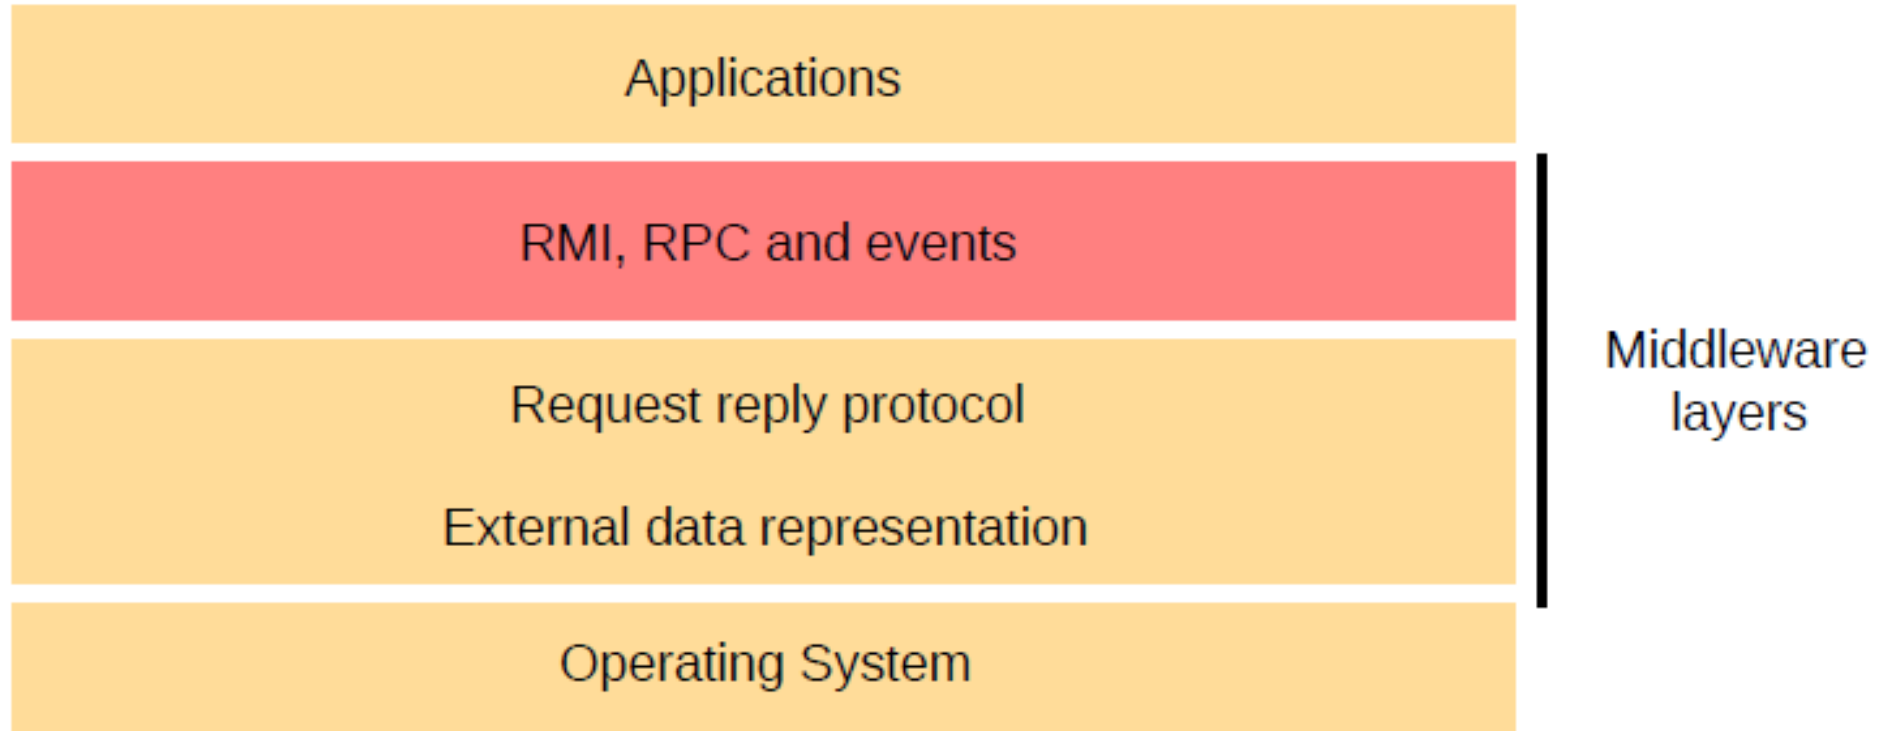 Applications
RMI, RPC and events
Request reply protocol
External data representation
Operating System
Middleware
layers